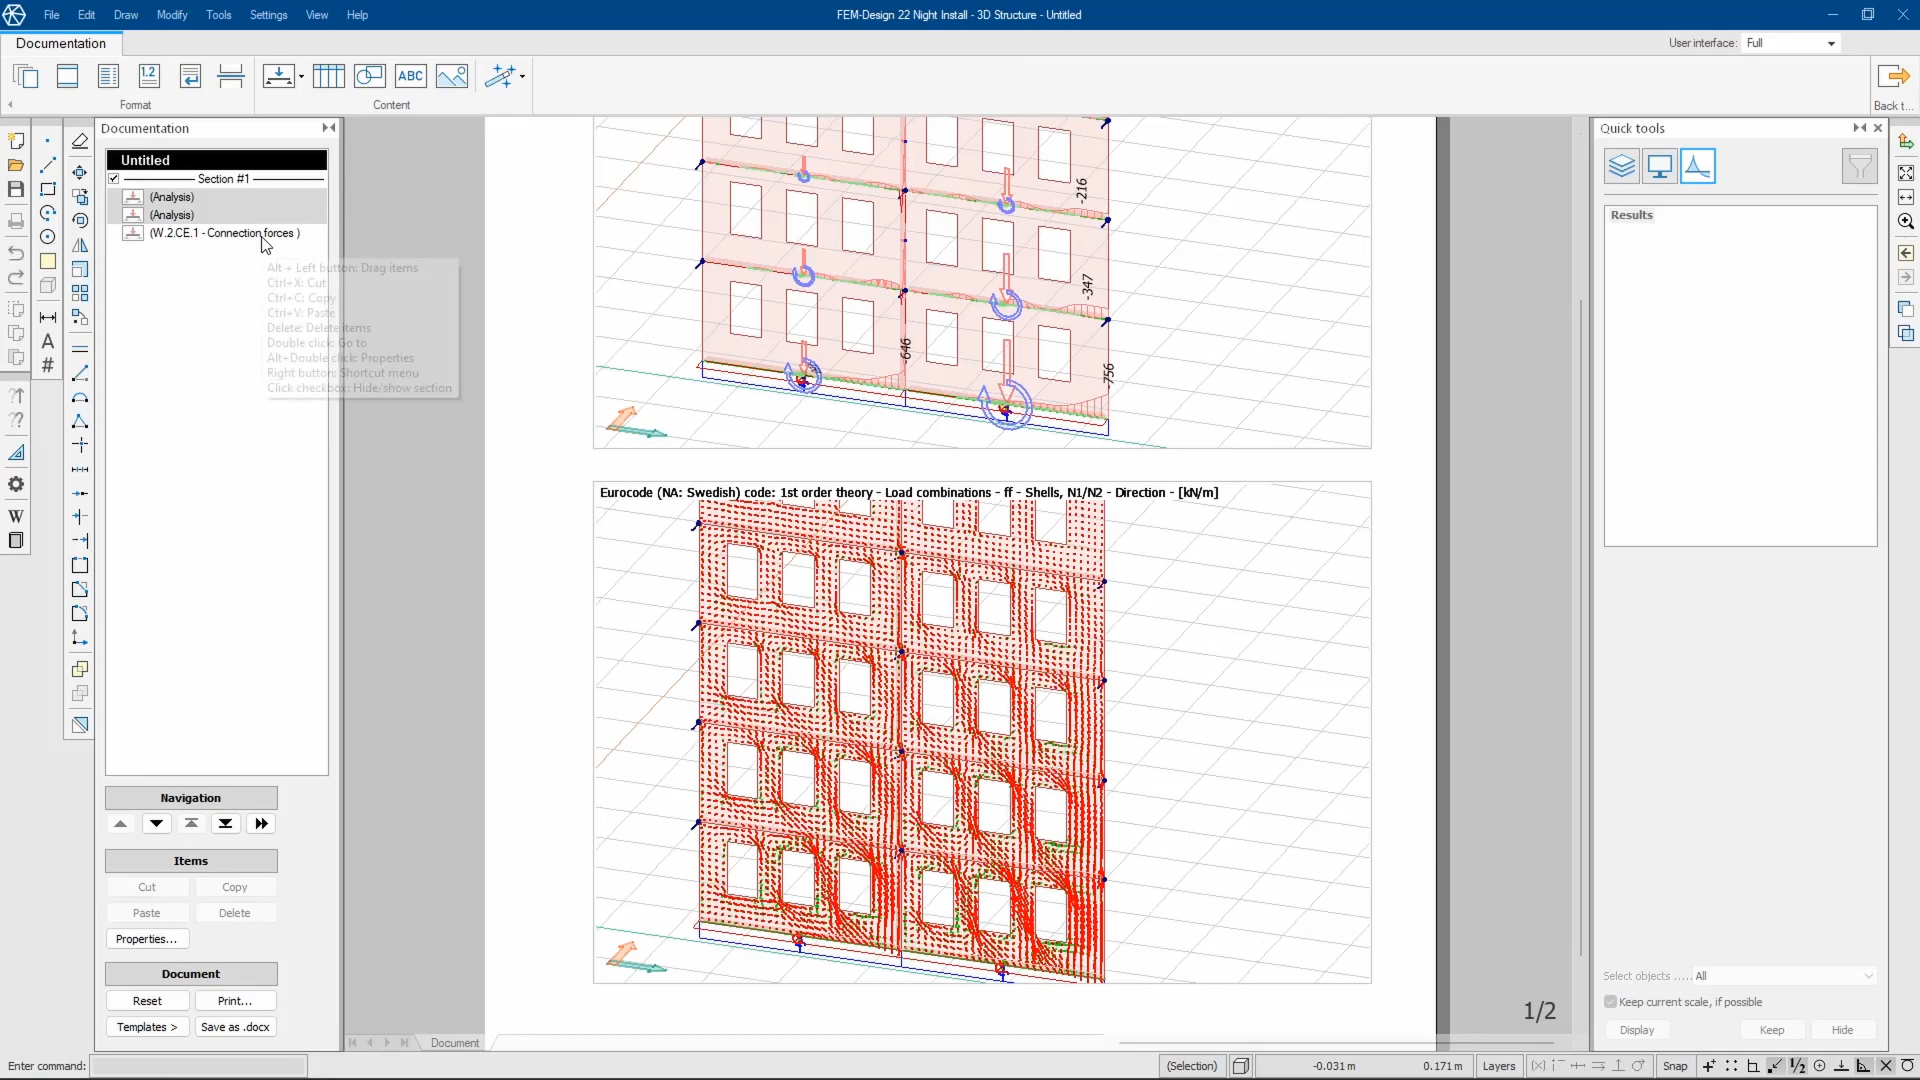 File Edit Draw Modify Tools Settings View Help
FEM-Design 22 Night Install - 3D Structure - Untitled
Documentation
User interface: Full
1.2
ABC
Format
Content
Back t...
Documentation
Untitled
Section #1
(Analysis)
(Analysis)
(W.2.CE.1 - Connection forces )
Alt + Left button: Drag items
Ctrl+X: Cut
Ctrl+C: Copy
Ctrl+V: Paste
Delete: Delete items
Double click: Go to
Alt+Double click: Properties
Right button: Shortcut menu
Click checkbox: Hide/show section
Navigation
Items
Cut Copy
Paste Delete
Properties...
Document
Reset Print...
Templates > Save as .docx
-216
-347
-646
-756
Eurocode (NA: Swedish) code: 1st order theory - Load combinations - ff - Shells, N1/N2 - Direction - [kN/m]
1/2
Document
Quick tools
Results
Select objects ..... All
Keep current scale, if possible
Display Keep Hide
Enter command:
(Selection) -0.031 m 0.171 m Layers Snap 1/2